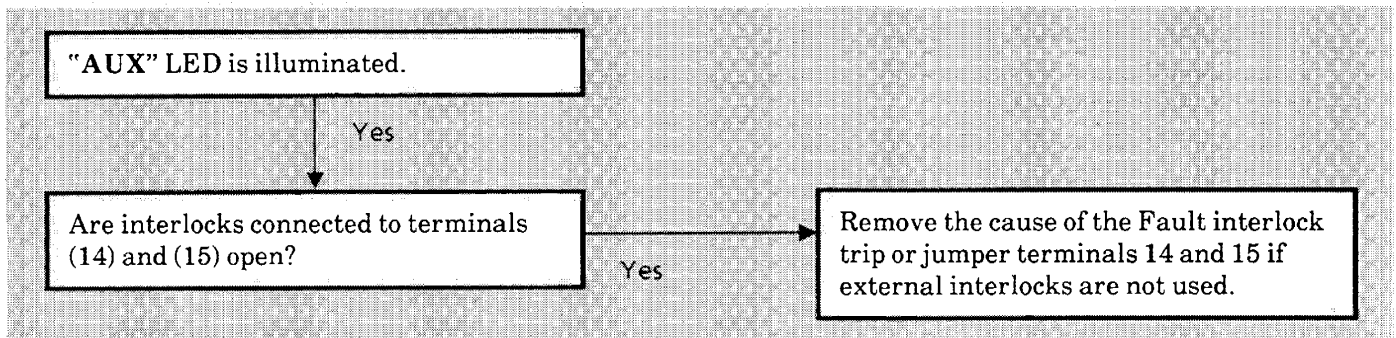 "AUX" LED is illuminated.
Yes
Are interlocks connected to terminals
(14) and (15) open?
Yes
Remove the cause of the Fault interlock
trip or jumper terminals 14 and 15 if
external interlocks are not used.